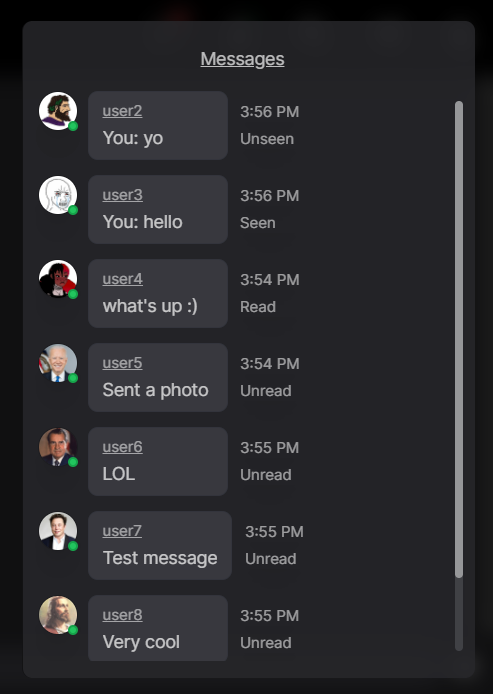 Messages
user2
3:56 PM
You: yo
Unseen
user3
3:56 PM
You: hello
Seen
user4
3:54 PM
what's up :)
Read
user5
3:54 PM
Sent a photo
Unread
user6
3:55 PM
LOL
Unread
user7
3:55 PM
Test message
Unread
user8
3:55 PM
Very cool
Unread